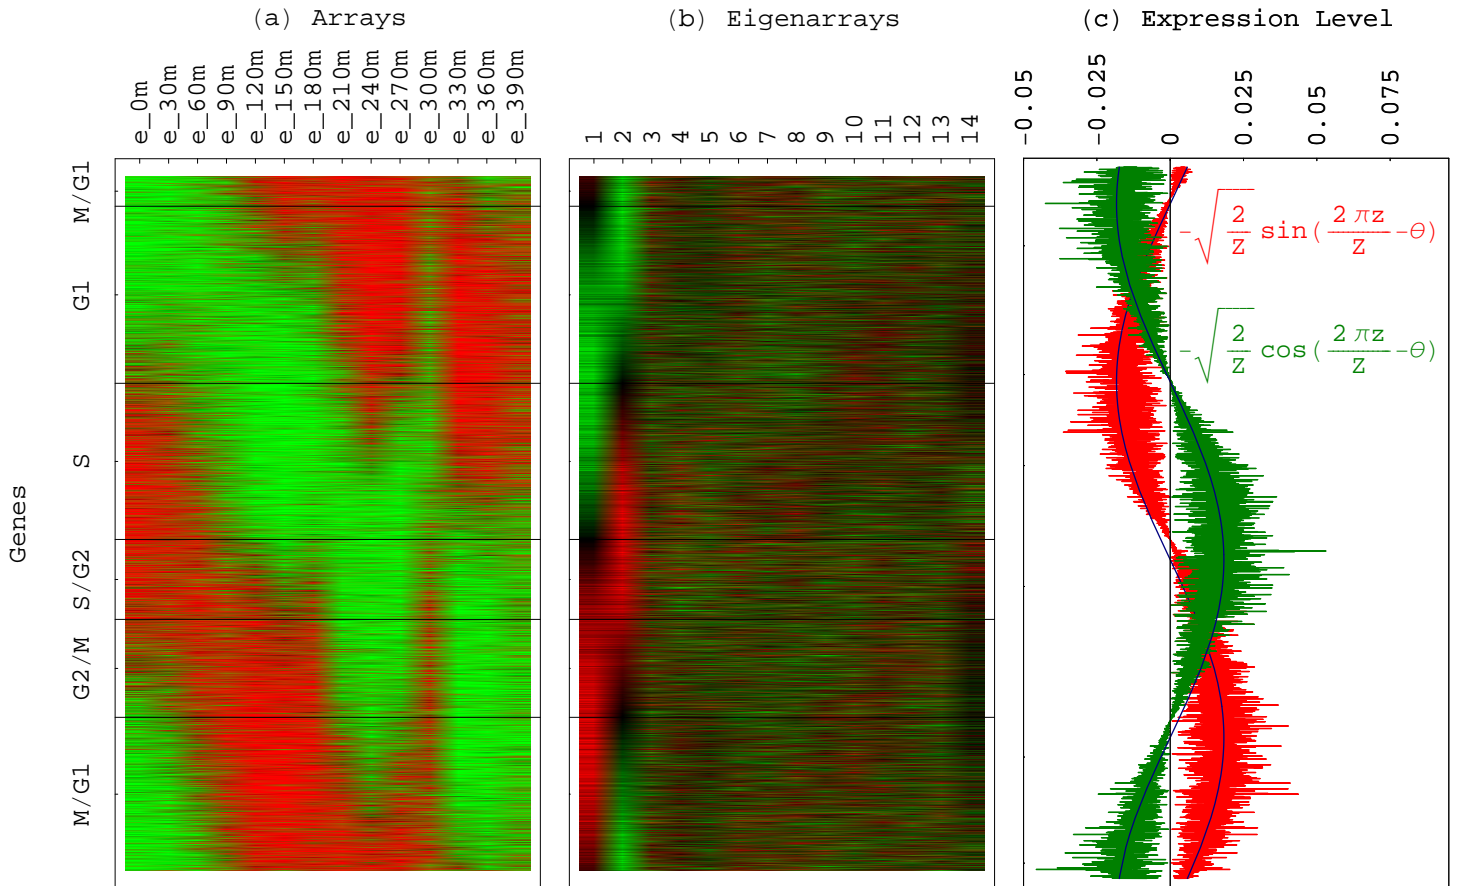 (a) Arrays
(b) Eigenarrays
(c) Expression Level
e_0m
e_30m
e_60m
e_90m
e_120m
e_150m
e_180m
e_210m
e_240m
e_270m
e_300m
e_330m
e_360m
e_390m
1
2
3
4
5
6
7
8
9
10
11
12
13
14
-0.05
-0.025
0
0.025
0.05
0.075
Genes
M/G1
G1
S
S/G2
G2/M
M/G1
-√(2/Z) sin(2πz/Z -θ)
-√(2/Z) cos(2πz/Z -θ)